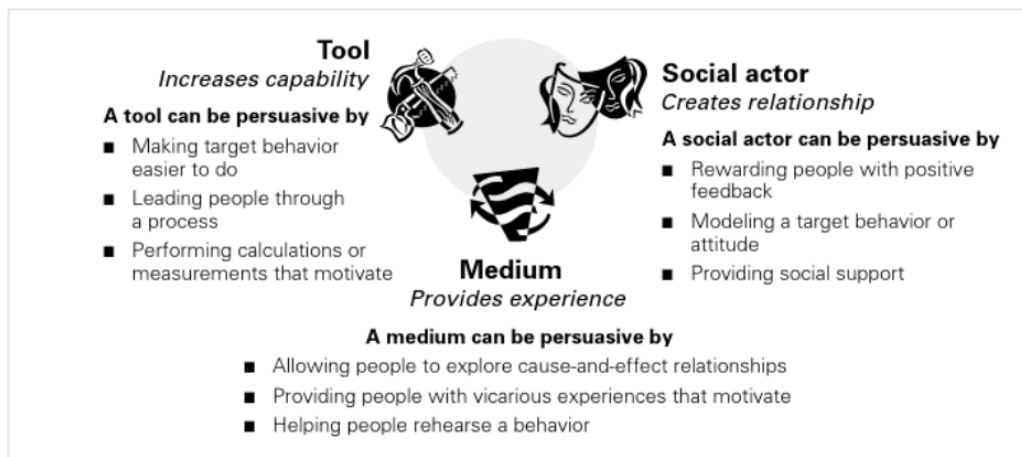 Tool
Increases capability
A tool can be persuasive by
■ Making target behavior
easier to do
■ Leading people through
a process
■ Performing calculations or
measurements that motivate
Social actor
Creates relationship
A social actor can be persuasive by
■ Rewarding people with positive
feedback
■ Modeling a target behavior or
attitude
■ Providing social support
Medium
Provides experience
A medium can be persuasive by
■ Allowing people to explore cause-and-effect relationships
■ Providing people with vicarious experiences that motivate
■ Helping people rehearse a behavior